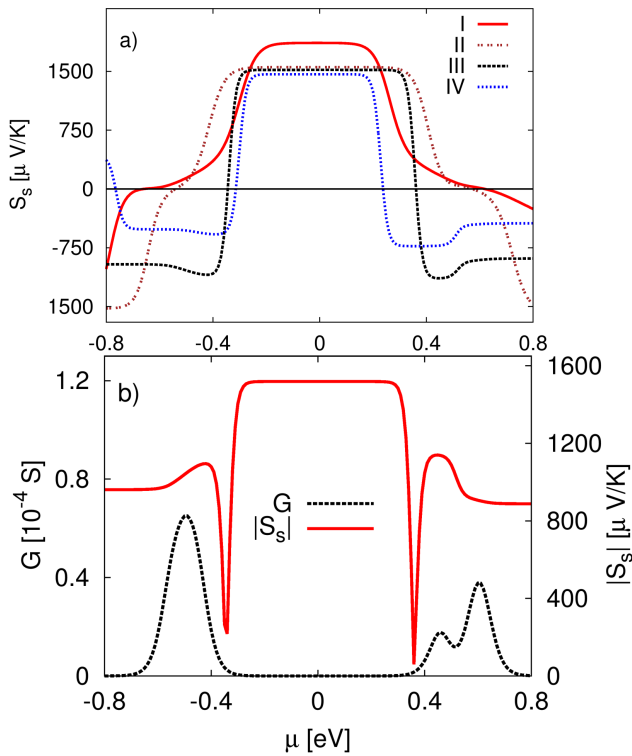 a)
I
II
III
IV
S_s [μ V/K]
1500
750
0
-750
1500
-0.8 -0.4 0 0.4 0.8
b)
G [10^-4 S]
1.2
0.8
0.4
0
G
|S_s|
1600
1200
800
400
0
|S_s| [μ V/K]
-0.8 -0.4 0 0.4 0.8
μ [eV]